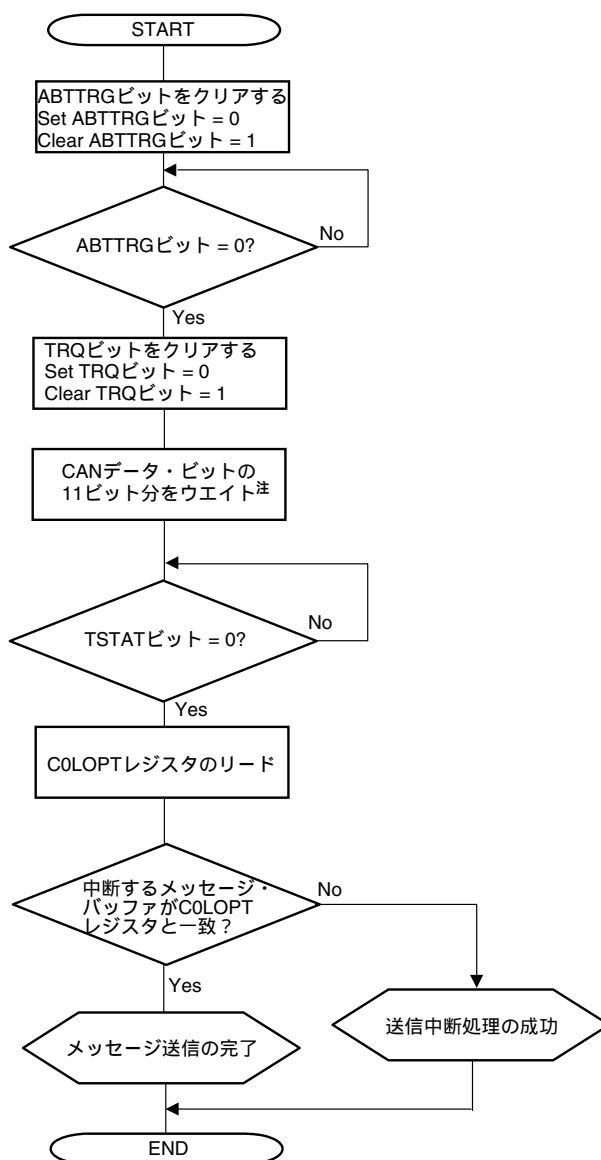 START
ABTTRGビットをクリアする
Set ABTTRGビット = 0
Clear ABTTRGビット = 1
ABTTRGビット = 0?
No
Yes
TRQビットをクリアする
Set TRQビット = 0
Clear TRQビット = 1
CANデータ・ビットの
11ビット分をウエイト注
TSTATビット = 0?
No
Yes
C0LOPTレジスタのリード
中断するメッセージ・
バッファがC0LOPT
レジスタと一致？
No
Yes
メッセージ送信の完了
送信中断処理の成功
END